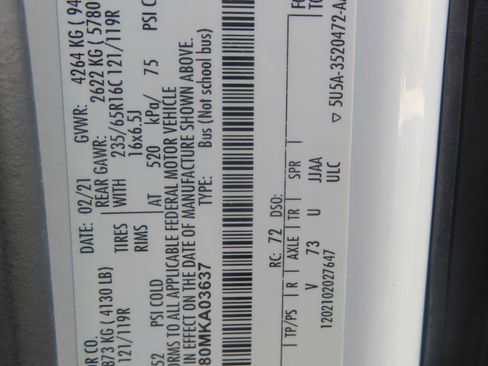 OR CO. DATE: 02/21 GVWR: 4264 KG ( 94
873 KG ( 4130 LB) REAR GAWR: 2622 KG ( 5780
121/119R TIRES WITH 235/65R16C 121/119R
RIMS 16x6.5J
52 PSI COLD AT 520 kPa/ 75 PSI CO
ORMS TO ALL APPLICABLE FEDERAL MOTOR VEHICLE
IN EFFECT ON THE DATE OF MANUFACTURE SHOWN ABOVE.
80MKA03637 TYPE: Bus (Not school bus)
RC: 72 DSO: FO
TP/PS R AXLE TR SPR
V 73 U JJAA
1202102027647 ULC
▽ 5U5A-3520472-A